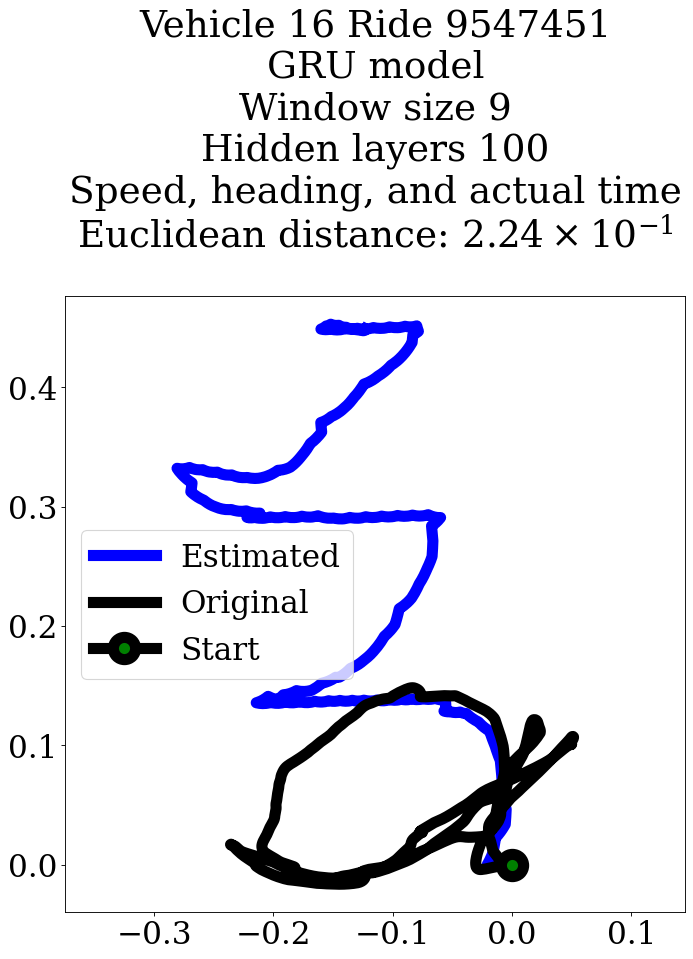 Vehicle 16 Ride 9547451
GRU model
Window size 9
Hidden layers 100
Speed, heading, and actual time
Euclidean distance: 2.24 × 10⁻¹
0.4
0.3
0.2
0.1
0.0
Estimated
Original
Start
−0.3 −0.2 −0.1 0.0 0.1